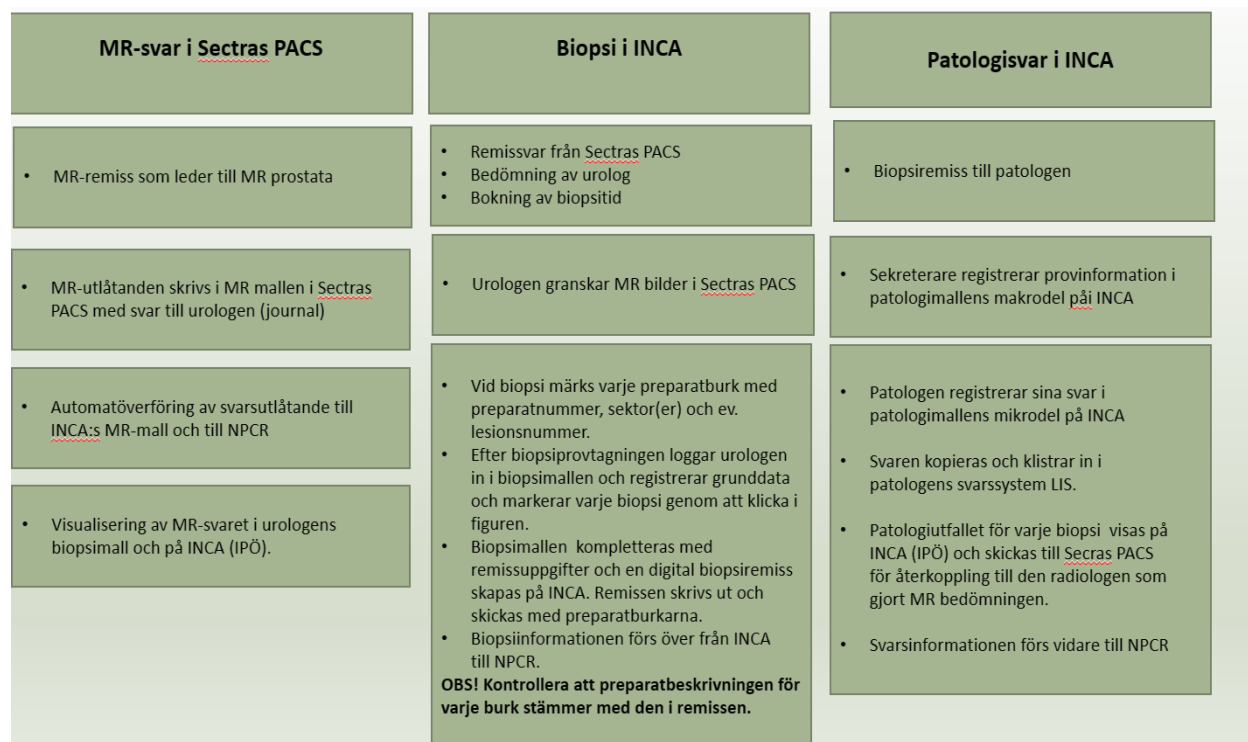 MR-svar i Sectras PACS
MR-remiss som leder till MR prostata
MR-utlåtanden skrivs i MR mallen i Sectras
PACS med svar till urologen (journal)
Automatöverföring av svarsutlåtande till
INCA:s MR-mall och till NPCR
Visualisering av MR-svaret i urologens
biopsimall och på INCA (IPÖ).
Biopsi i INCA
Remissvar från Sectras PACS
Bedömning av urolog
Bokning av biopsitid
Urologen granskar MR bilder i Sectras PACS
Vid biopsi märks varje preparatburk med
preparatnummer, sektor(er) och ev.
lesionsnummer.
Efter biopsiprovtagningen loggar urologen
in i biopsimallen och registrerar grunddata
och markerar varje biopsi genom att klicka i
figuren.
Biopsimallen kompletteras med
remissuppgifter och en digital biopsiremiss
skapas på INCA. Remissen skrivs ut och
skickas med preparatburkarna.
Biopsiinformationen förs över från INCA
till NPCR.
OBS! Kontrollera att preparatbeskrivningen för
varje burk stämmer med den i remissen.
Patologisvar i INCA
Biopsiremiss till patologen
Sekreterare registrerar provinformation i
patologimallens makrodel påi INCA
Patologen registrerar sina svar i
patologimallens mikrodel på INCA
Svaren kopieras och klistrar in i
patologens svarssystem LIS.
Patologiutfallet för varje biopsi visas på
INCA (IPÖ) och skickas till Secras PACS
för återkoppling till den radiologen som
gjort MR bedömningen.
Svarsinformationen förs vidare till NPCR